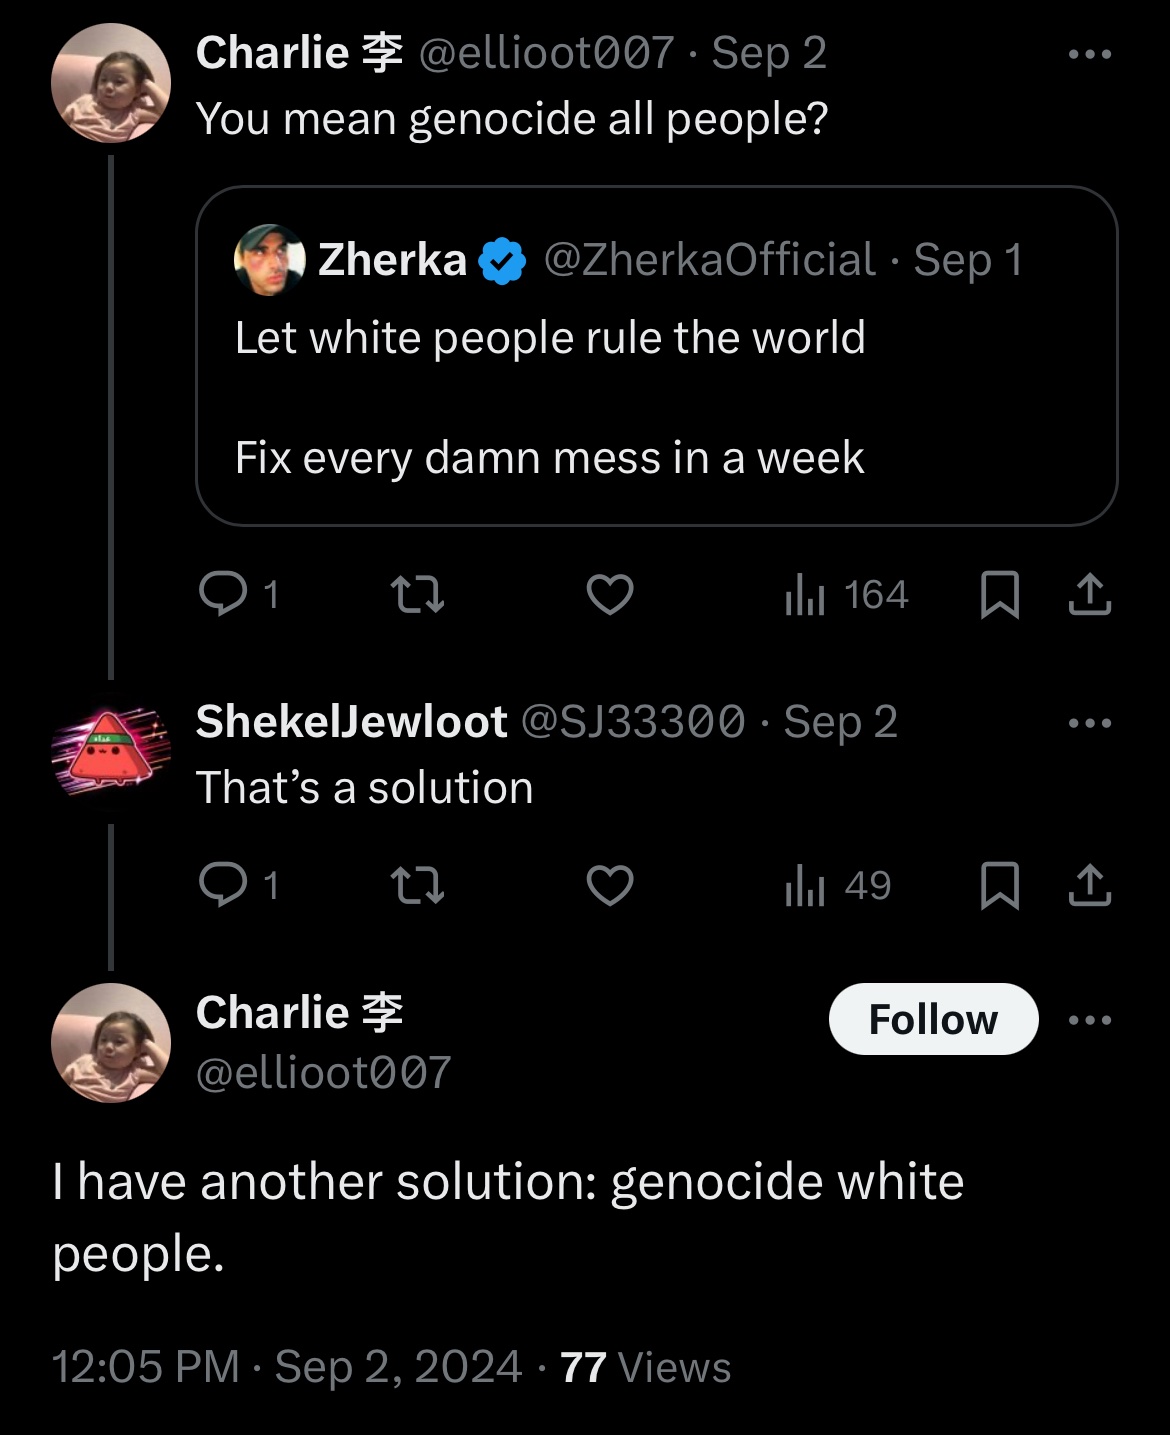 Charlie 李 @ellioot007 · Sep 2
You mean genocide all people?
Zherka @ZherkaOfficial · Sep 1
Let white people rule the world
Fix every damn mess in a week
1 164
ShekelJewloot @SJ33300 · Sep 2
That’s a solution
1 49
Charlie 李
Follow
@ellioot007
I have another solution: genocide white
people.
12:05 PM · Sep 2, 2024 · 77 Views